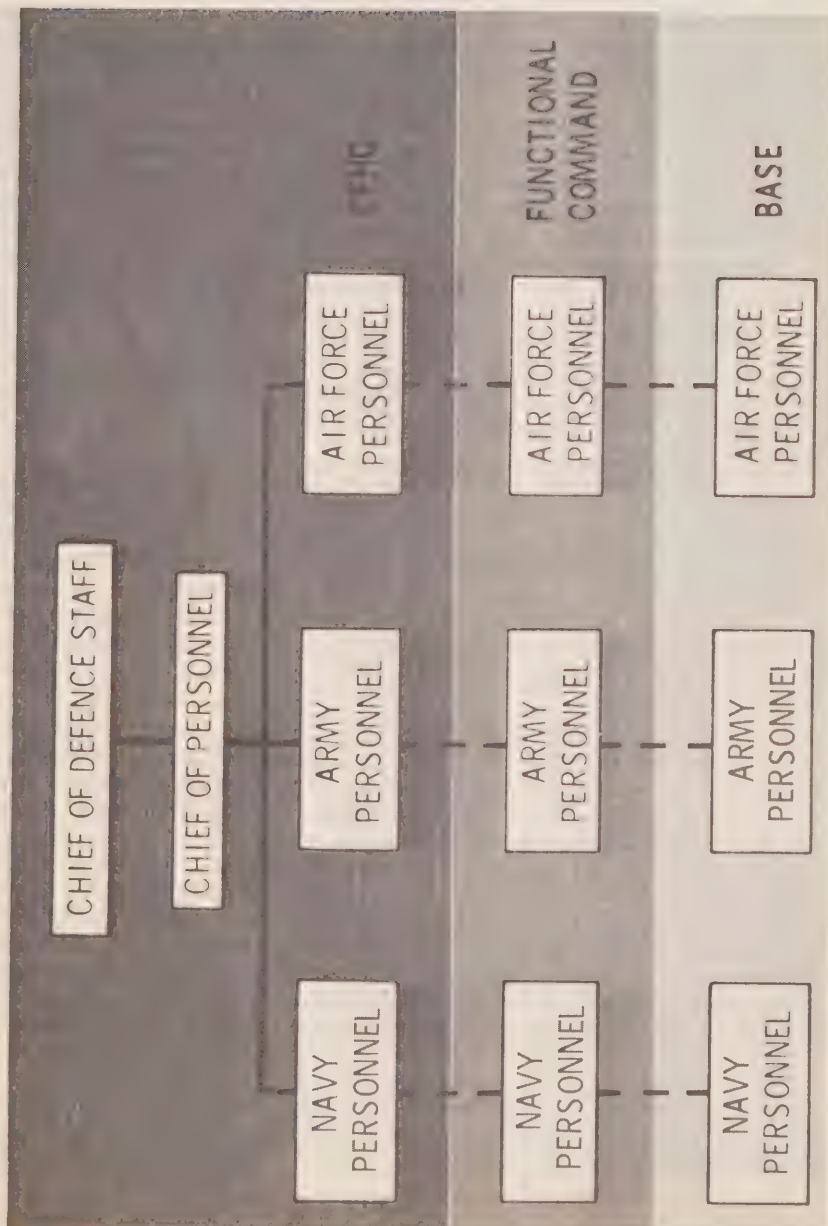 CHIEF OF DEFENCE STAFF
CHIEF OF PERSONNEL
NAVY
PERSONNEL
ARMY
PERSONNEL
AIR FORCE
PERSONNEL
CFHQ
NAVY
PERSONNEL
ARMY
PERSONNEL
AIR FORCE
PERSONNEL
FUNCTIONAL
COMMAND
NAVY
PERSONNEL
ARMY
PERSONNEL
AIR FORCE
PERSONNEL
BASE